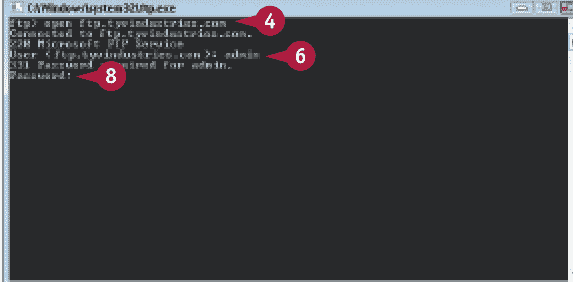 C:\Windows\system32\ftp.exe
ftp> open ftp.tywindustries.com
4
Connected to ftp.tywindustries.com.
220 Microsoft FTP Service
User (ftp.tywindustries.com): admin
6
331 Password required for admin.
Password:
8